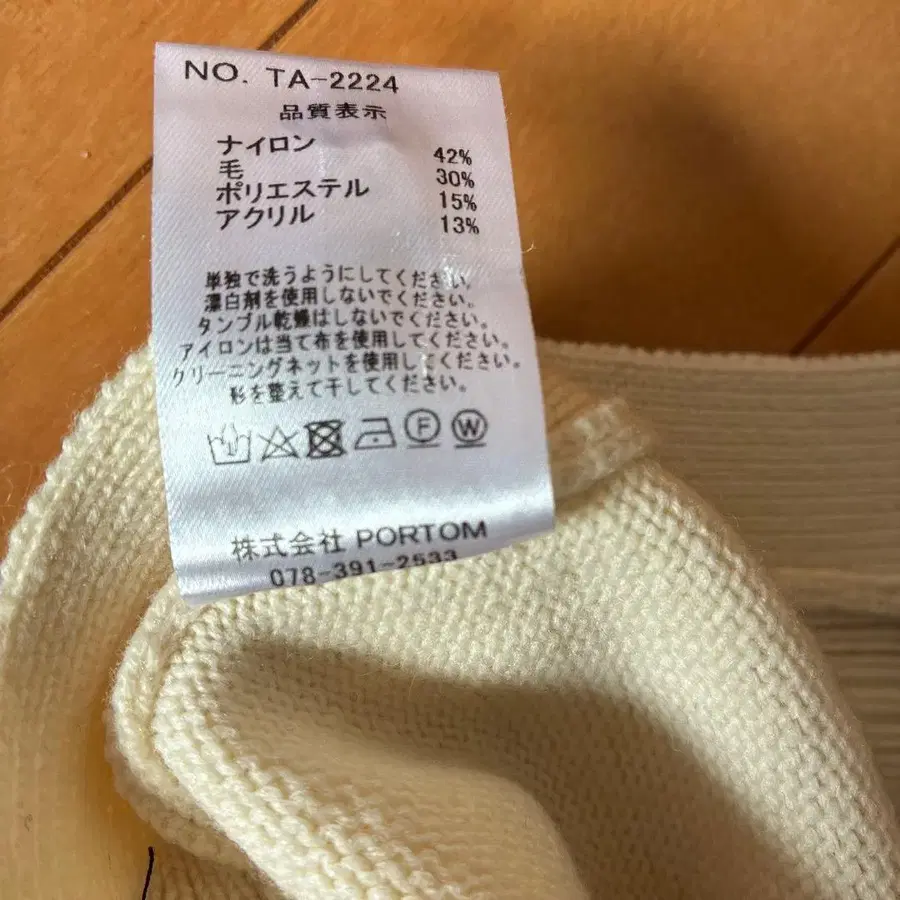 NO. TA-2224
品質表示
ナイロン 42%
毛 30%
ポリエステル 15%
アクリル 13%
単独で洗うようにしてください。
漂白剤を使用しないでください。
タンブル乾燥はしないでください。
アイロンは当て布を使用してください。
クリーニングネットを使用してください。
形を整えて干してください。
F W
株式会社 PORTOM
078-391-2533